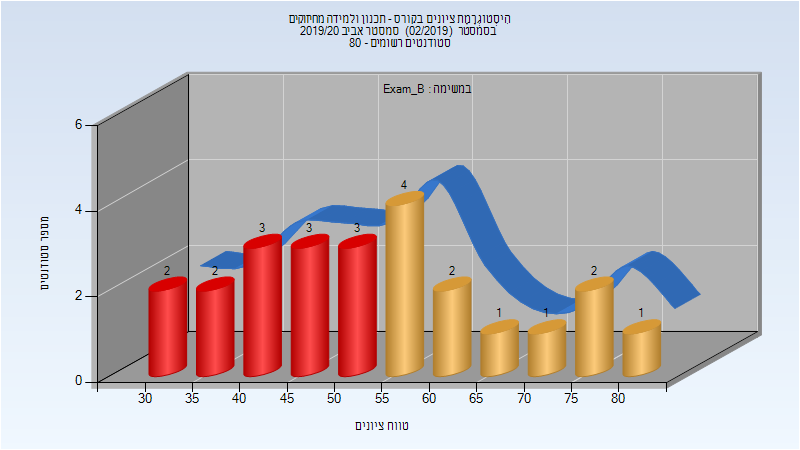 היסטוגרמת ציונים בקורס - תכנון ולמידה מחיזוקים
בסמסטר (02/2019) סמסטר אביב 2019/20
סטודנטים רשומים - 80
במשימה : Exam_B
מספר סטודנטים
6
4
2
0
2 2 3 3 3 4 2 1 1 2 1
30 35 40 45 50 55 60 65 70 75 80
טווח ציונים